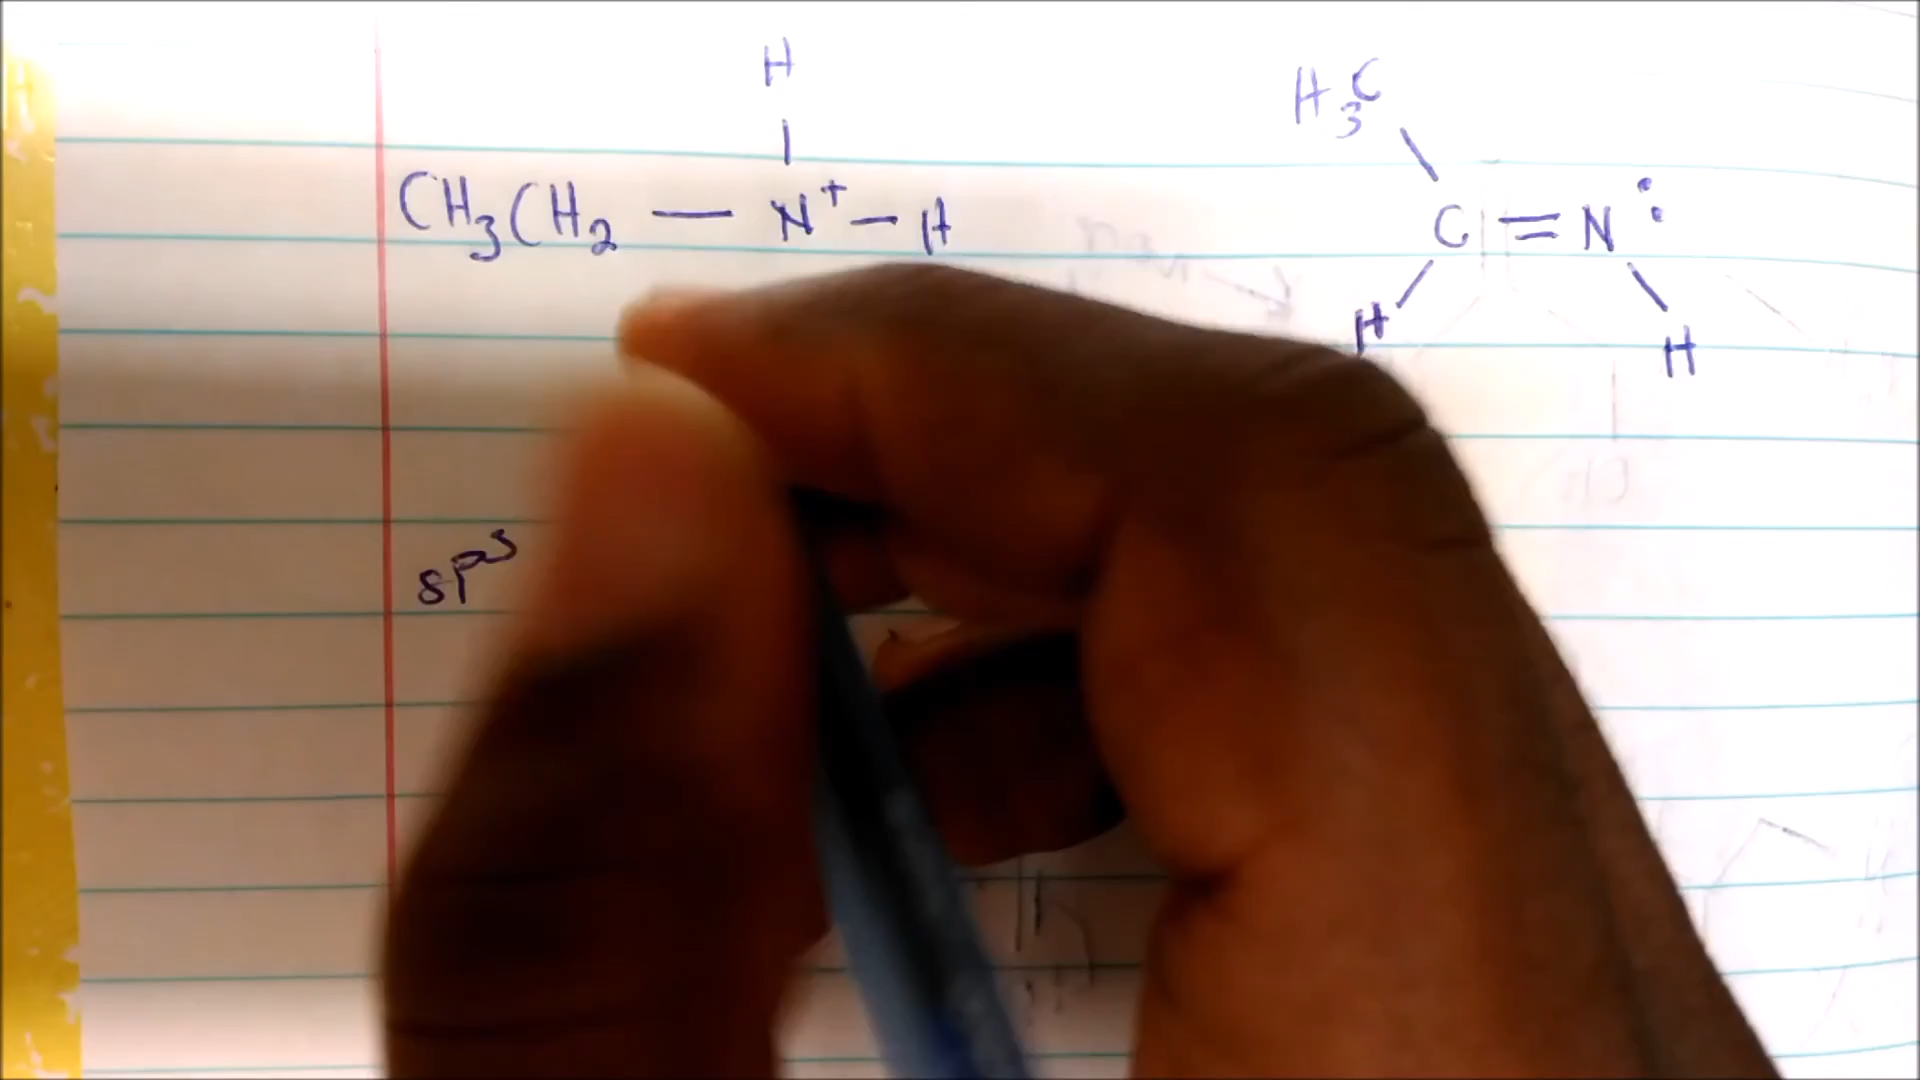 H
CH3CH2 — N+ — H
H3C
C = N:
H
H
sp3